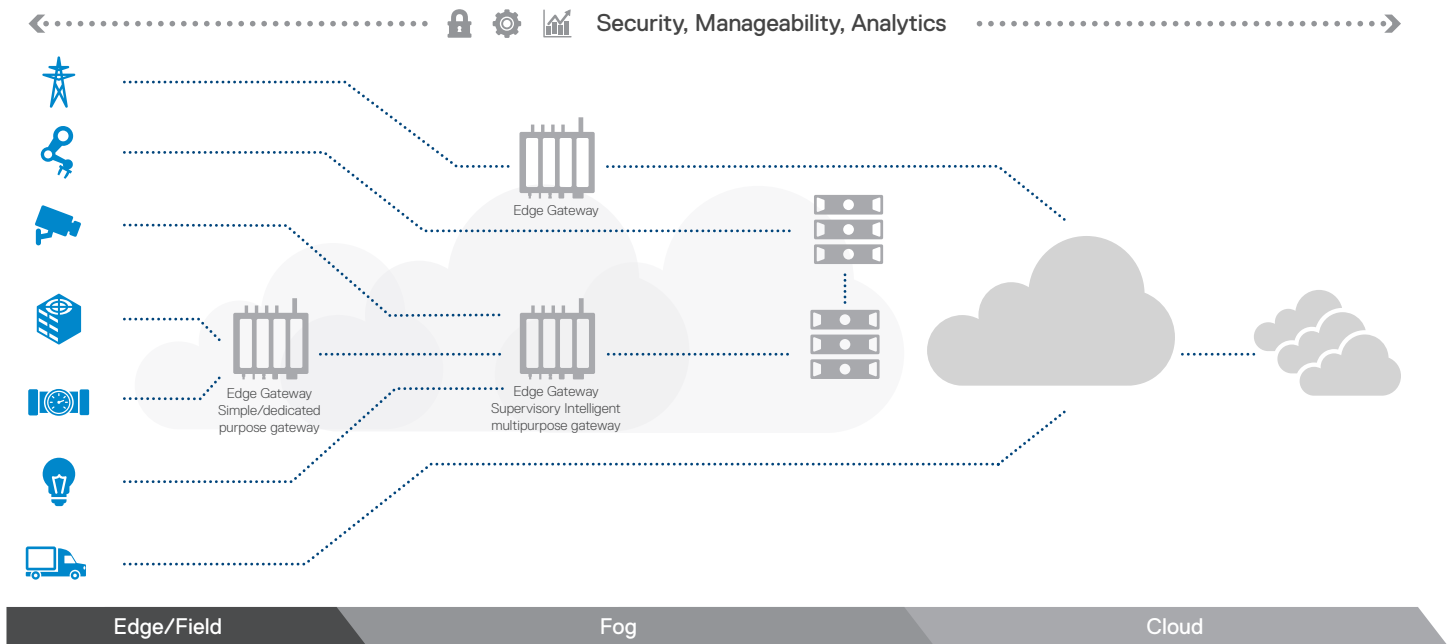 Security, Manageability, Analytics
Edge Gateway
Edge Gateway
Simple/dedicated
purpose gateway
Edge Gateway
Supervisory Intelligent
multipurpose gateway
Edge/Field
Fog
Cloud